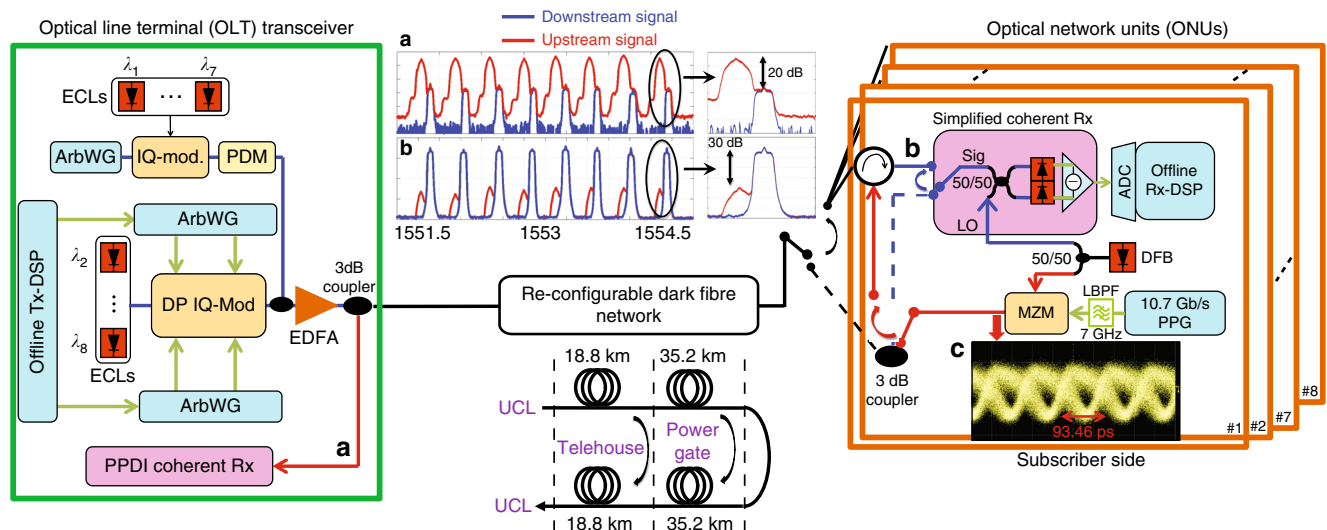 Optical line terminal (OLT) transceiver
λ1
λ7
ECLs
...
ArbWG
IQ-mod.
PDM
ArbWG
Offline Tx-DSP
λ2
...
λ8
ECLs
DP IQ-Mod
EDFA
3dB
coupler
ArbWG
PPDI coherent Rx
a
Downstream signal
Upstream signal
a
20 dB
b
30 dB
1551.5
1553
1554.5
Re-configurable dark fibre
network
18.8 km
35.2 km
UCL
Telehouse
Power
gate
UCL
18.8 km
35.2 km
Optical network units (ONUs)
Simplified coherent Rx
b
Sig
50/50
LO
ADC
Offline
Rx-DSP
50/50
DFB
MZM
LBPF
7 GHz
10.7 Gb/s
PPG
3 dB
coupler
c
93.46 ps
#1
#2
#7
#8
Subscriber side